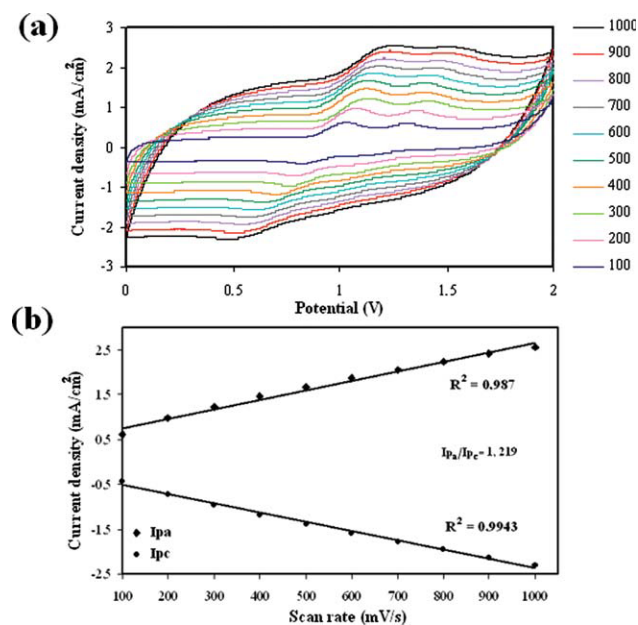 (a)
Current density (mA/cm²)
3
2
1
0
-1
-2
-3
0
0.5
1
1.5
2
Potential (V)
1000
900
800
700
600
500
400
300
200
100
(b)
Current density (mA/cm²)
2.5
1.5
0.5
-0.5
-1.5
-2.5
R² = 0.987
Ipₐ/Ip꜀=1,219
R² = 0.9943
Ipa
Ipc
100 200 300 400 500 600 700 800 900 1000
Scan rate (mV/s)